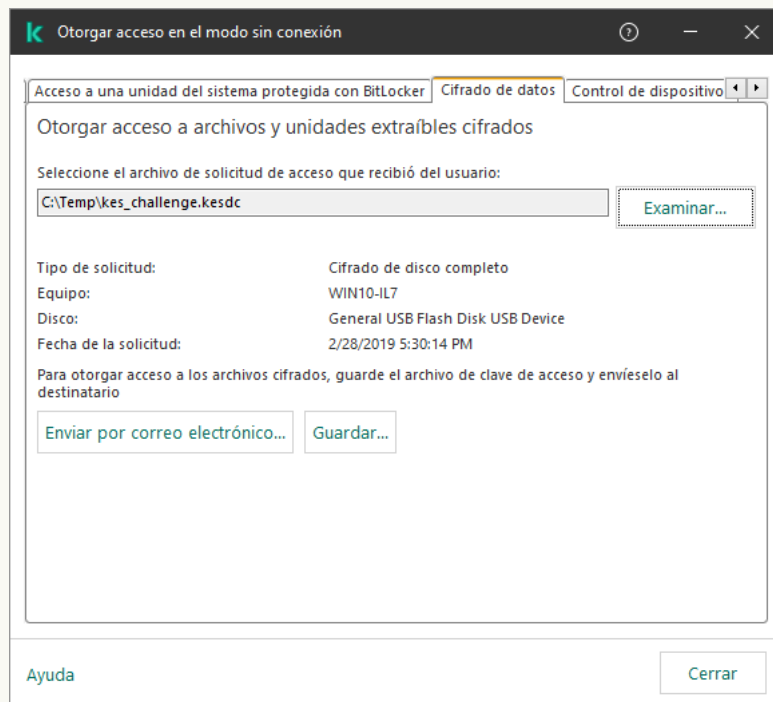 Otorgar acceso en el modo sin conexión
Acceso a una unidad del sistema protegida con BitLocker
Cifrado de datos
Control de dispositivo
Otorgar acceso a archivos y unidades extraíbles cifrados
Seleccione el archivo de solicitud de acceso que recibió del usuario:
C:\Temp\kes_challenge.kesdc
Examinar...
Tipo de solicitud: Cifrado de disco completo
Equipo: WIN10-IL7
Disco: General USB Flash Disk USB Device
Fecha de la solicitud: 2/28/2019 5:30:14 PM
Para otorgar acceso a los archivos cifrados, guarde el archivo de clave de acceso y envíeselo al
destinatario
Enviar por correo electrónico... Guardar...
Ayuda
Cerrar